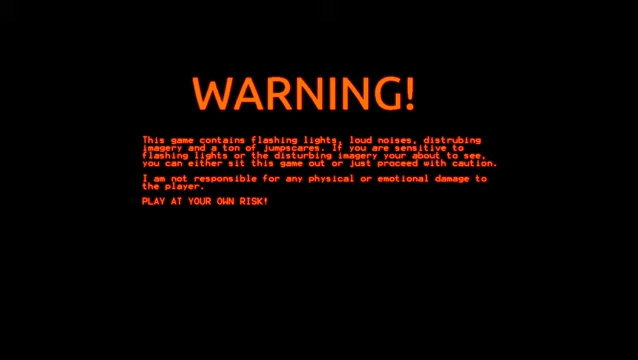 WARNING!
This game contains flashing lights, loud noises, distrubing
imagery and a ton of jumpscares. If you are sensitive to
flashing lights or the disturbing imagery your about to see,
you can either sit this game out or just proceed with caution.
I am not responsible for any physical or emotional damage to
the player.
PLAY AT YOUR OWN RISK!